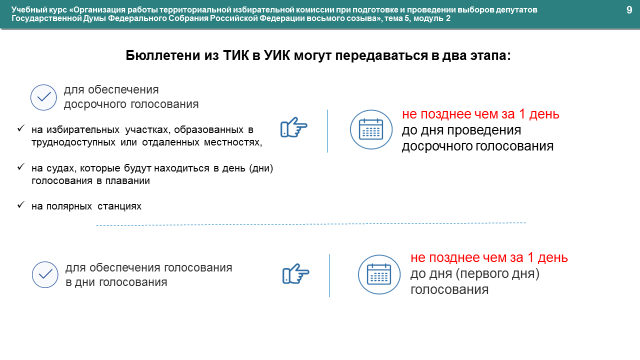 Учебный курс «Организация работы территориальной избирательной комиссии при подготовке и проведении выборов депутатов
Государственной Думы Федерального Собрания Российской Федерации восьмого созыва», тема 5, модуль 2
9
Бюллетени из ТИК в УИК могут передаваться в два этапа:
для обеспечения
досрочного голосования
на избирательных участках, образованных в
труднодоступных или отдаленных местностях,
на судах, которые будут находиться в день (дни)
голосования в плавании
на полярных станциях
не позднее чем за 1 день
до дня проведения
досрочного голосования
для обеспечения голосования
в дни голосования
не позднее чем за 1 день
до дня (первого дня)
голосования